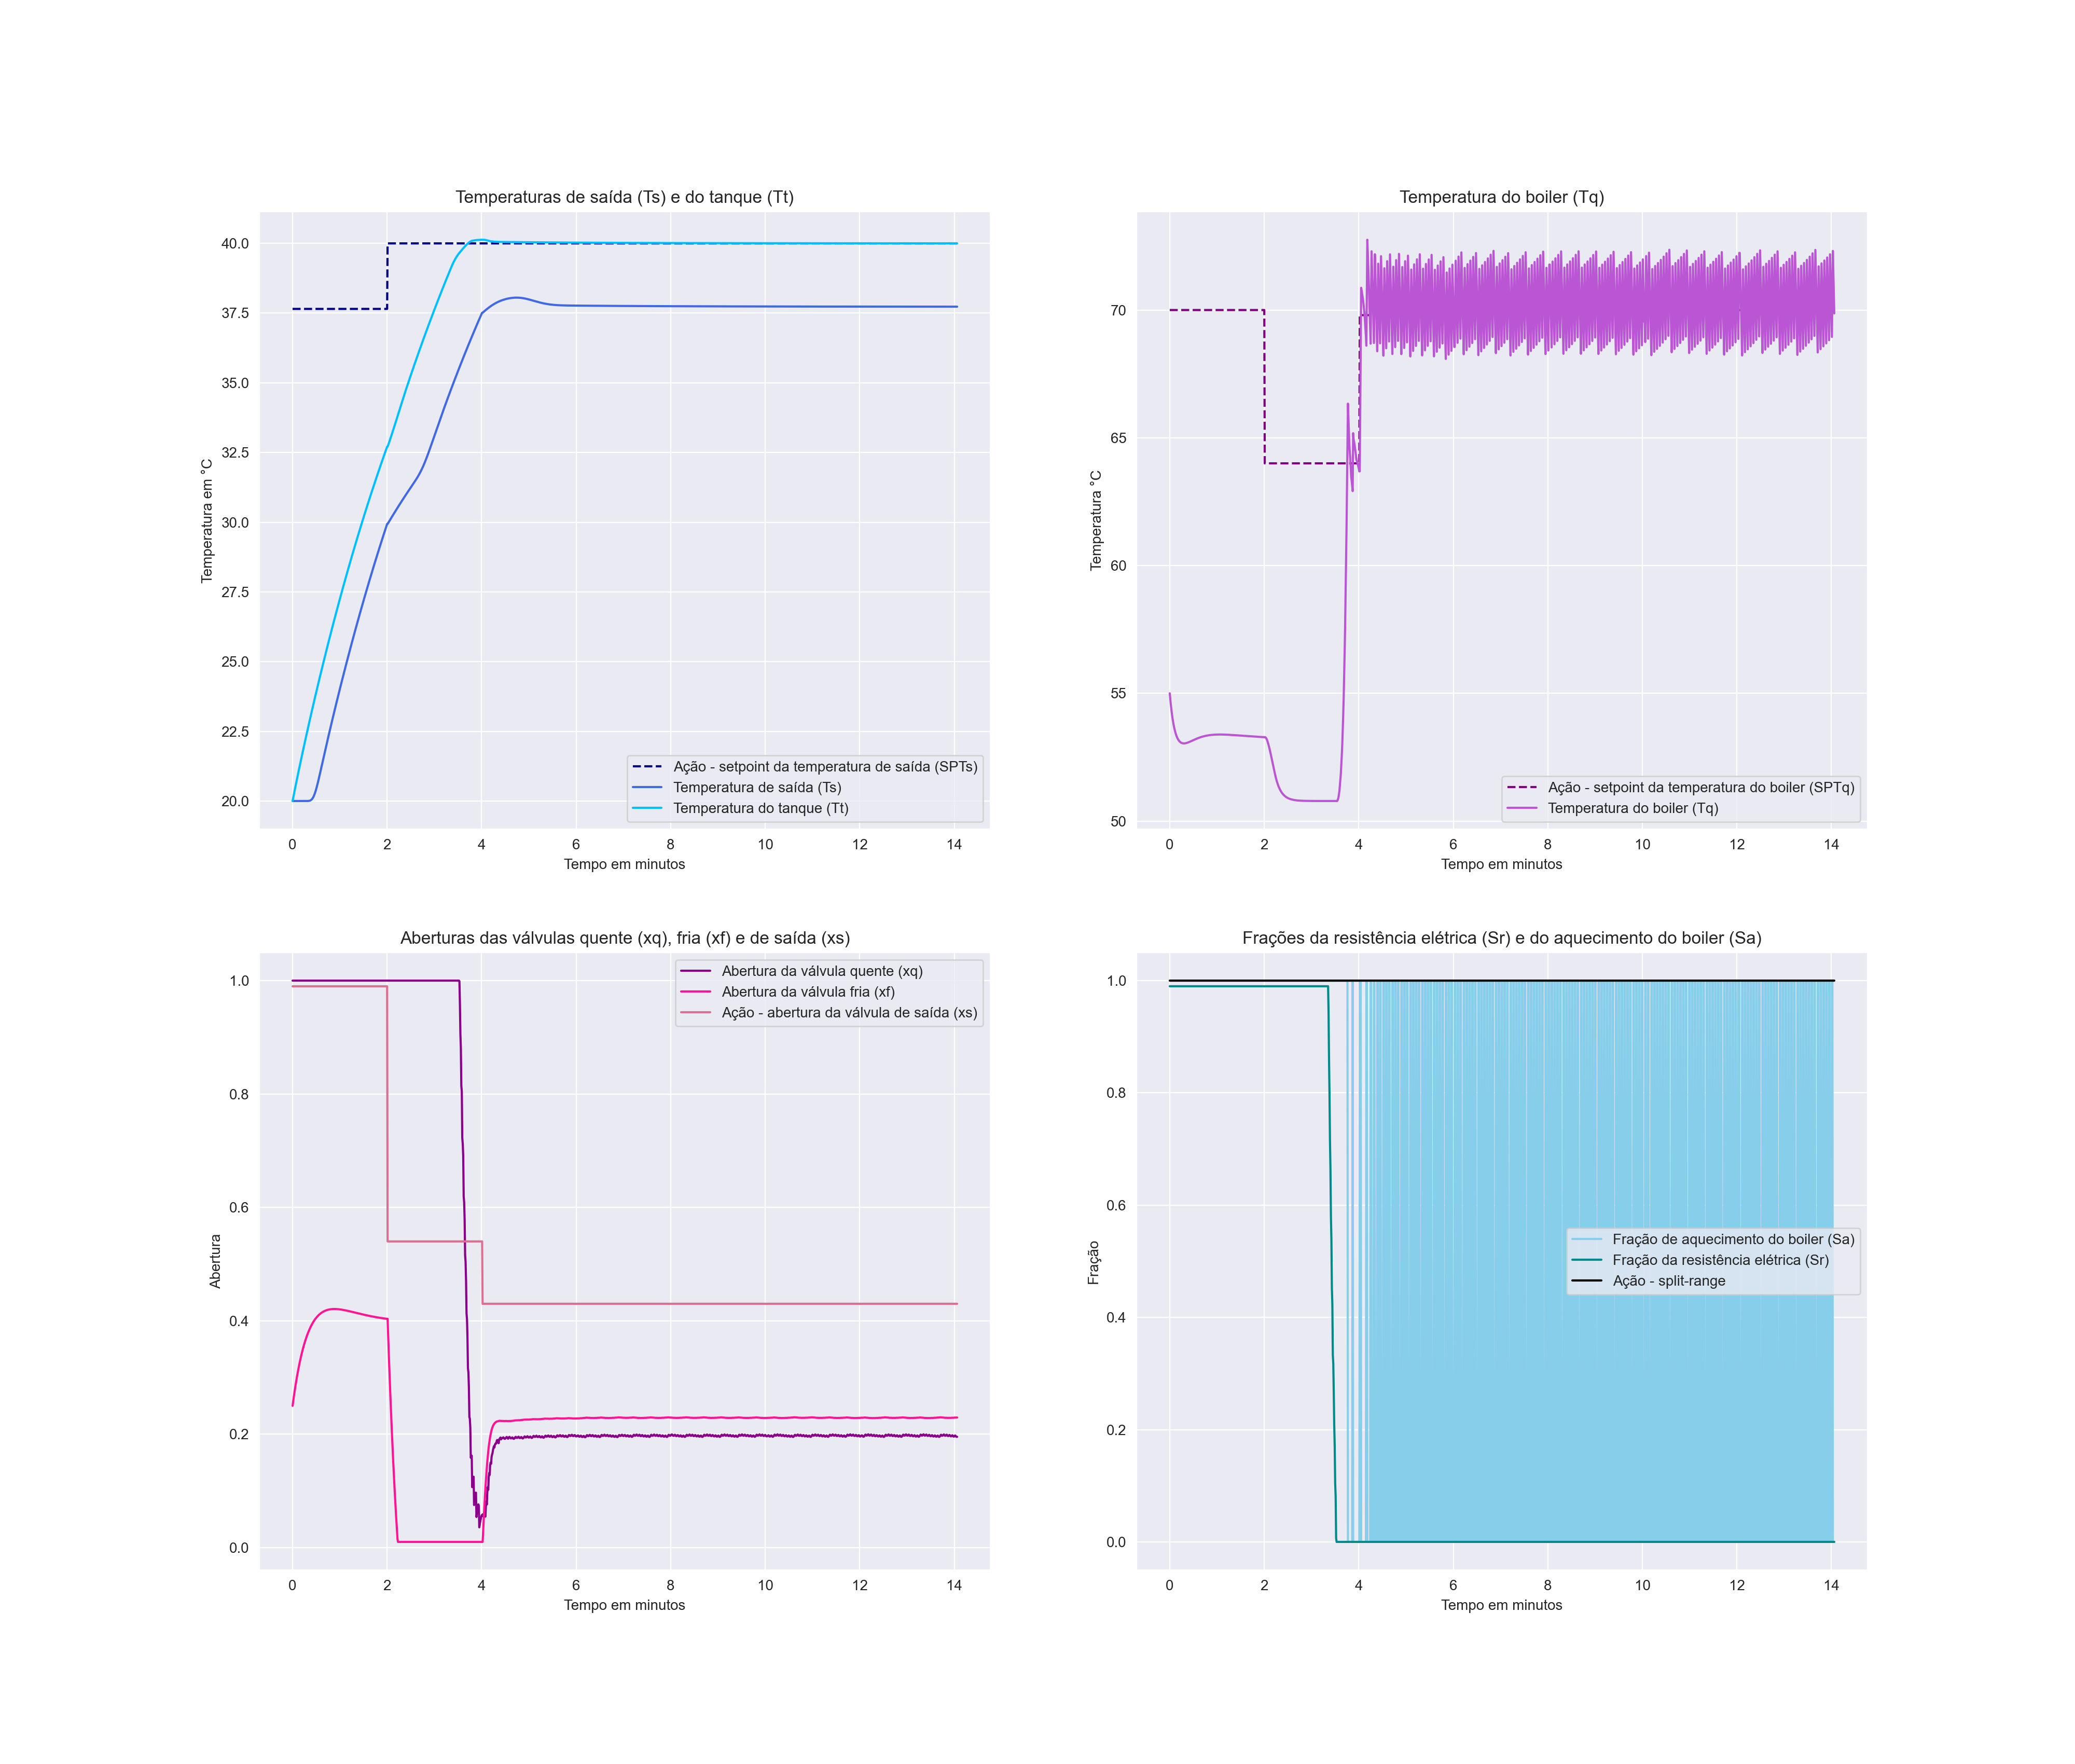 Temperaturas de saída (Ts) e do tanque (Tt)
Temperatura em °C
40.0
37.5
35.0
32.5
30.0
27.5
25.0
22.5
20.0
Ação - setpoint da temperatura de saída (SPTs)
Temperatura de saída (Ts)
Temperatura do tanque (Tt)
0 2 4 6 8 10 12 14
Tempo em minutos
Temperatura do boiler (Tq)
Temperatura °C
70
65
60
55
50
Ação - setpoint da temperatura do boiler (SPTq)
Temperatura do boiler (Tq)
0 2 4 6 8 10 12 14
Tempo em minutos
Aberturas das válvulas quente (xq), fria (xf) e de saída (xs)
Abertura
1.0
0.8
0.6
0.4
0.2
0.0
Abertura da válvula quente (xq)
Abertura da válvula fria (xf)
Ação - abertura da válvula de saída (xs)
0 2 4 6 8 10 12 14
Tempo em minutos
Frações da resistência elétrica (Sr) e do aquecimento do boiler (Sa)
Fração
1.0
0.8
0.6
0.4
0.2
0.0
Fração de aquecimento do boiler (Sa)
Fração da resistência elétrica (Sr)
Ação - split-range
0 2 4 6 8 10 12 14
Tempo em minutos